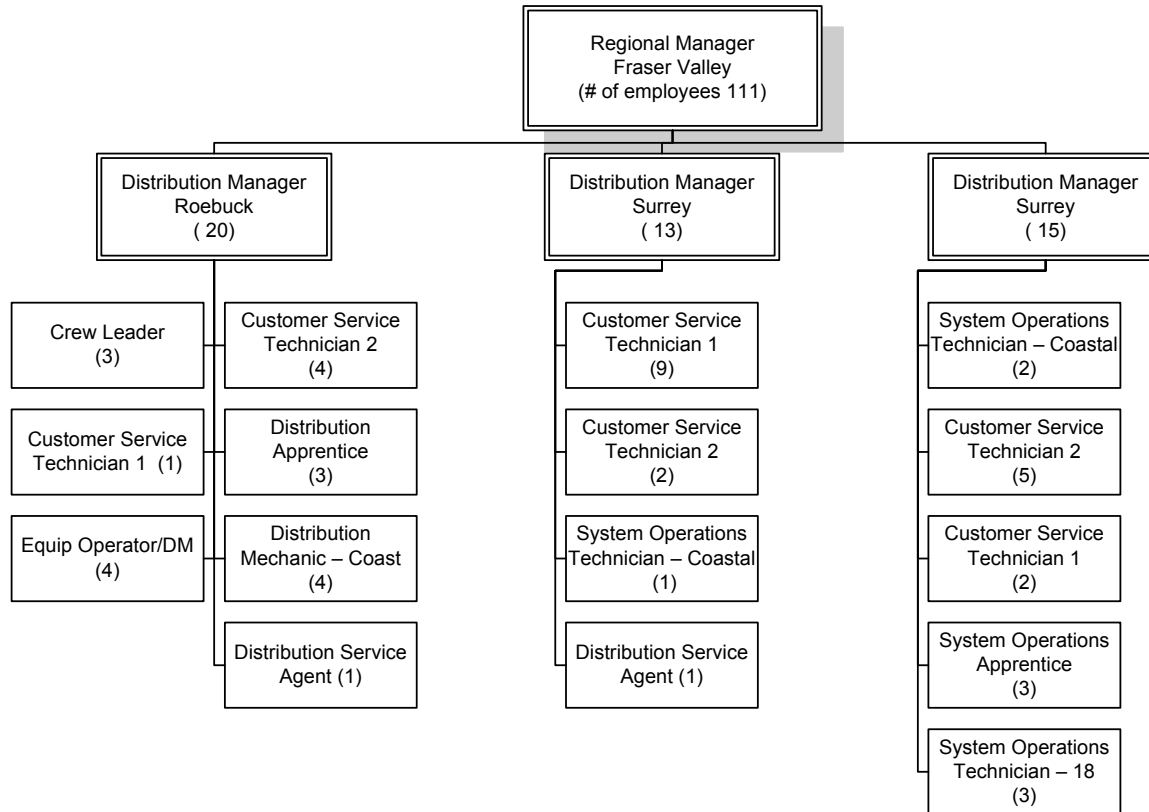 Regional Manager
Fraser Valley
(# of employees 111)
Distribution Manager
Roebuck
( 20)
Distribution Manager
Surrey
( 13)
Distribution Manager
Surrey
( 15)
Crew Leader
(3)
Customer Service
Technician 2
(4)
Customer Service
Technician 1 (1)
Distribution
Apprentice
(3)
Equip Operator/DM
(4)
Distribution
Mechanic – Coast
(4)
Distribution Service
Agent (1)
Customer Service
Technician 1
(9)
Customer Service
Technician 2
(2)
System Operations
Technician – Coastal
(1)
Distribution Service
Agent (1)
System Operations
Technician – Coastal
(2)
Customer Service
Technician 2
(5)
Customer Service
Technician 1
(2)
System Operations
Apprentice
(3)
System Operations
Technician – 18
(3)